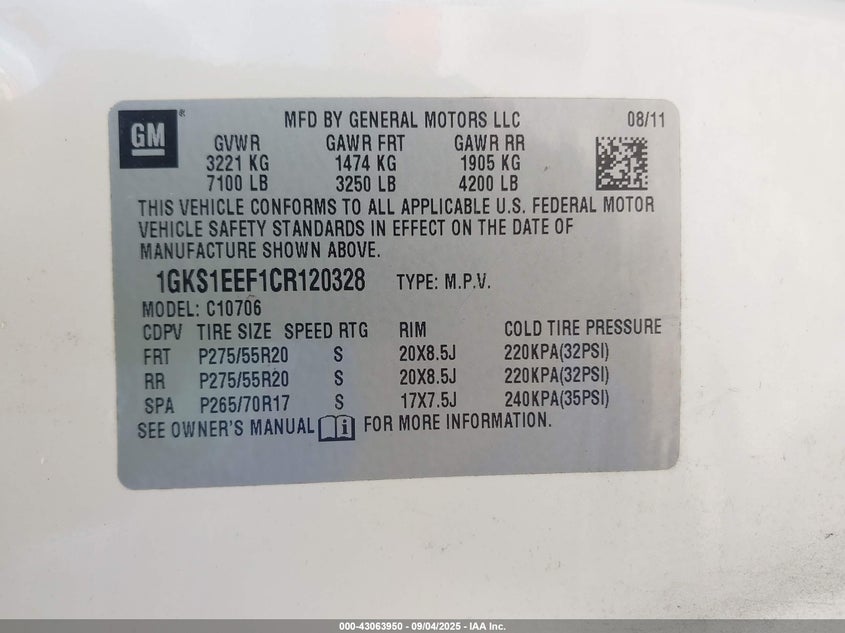 GM ® MFD BY GENERAL MOTORS LLC 08/11
GVWR GAWR FRT GAWR RR
3221 KG 1474 KG 1905 KG
7100 LB 3250 LB 4200 LB
THIS VEHICLE CONFORMS TO ALL APPLICABLE U.S. FEDERAL MOTOR
VEHICLE SAFETY STANDARDS IN EFFECT ON THE DATE OF
MANUFACTURE SHOWN ABOVE.
1GKS1EEF1CR120328 TYPE: M.P.V.
MODEL: C10706
CDPV TIRE SIZE SPEED RTG RIM COLD TIRE PRESSURE
FRT P275/55R20 S 20X8.5J 220KPA(32PSI)
RR P275/55R20 S 20X8.5J 220KPA(32PSI)
SPA P265/70R17 S 17X7.5J 240KPA(35PSI)
SEE OWNER'S MANUAL i FOR MORE INFORMATION.
000-43063950 - 09/04/2025 - IAA Inc.